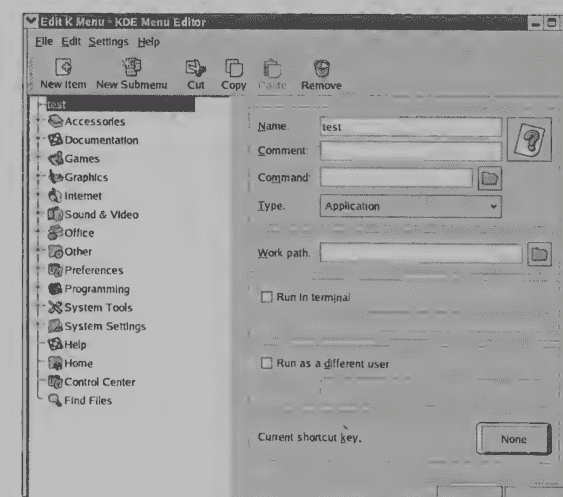 Edit K Menu - KDE Menu Editor
File Edit Settings Help
New Item New Submenu Cut Copy Paste Remove
test
Accessories
Documentation
Games
Graphics
Internet
Sound & Video
Office
Other
Preferences
Programming
System Tools
System Settings
Help
Home
Control Center
Find Files
Name: test
Comment:
Command:
Type: Application
Work path:
Run in terminal
Run as a different user
Current shortcut key: None